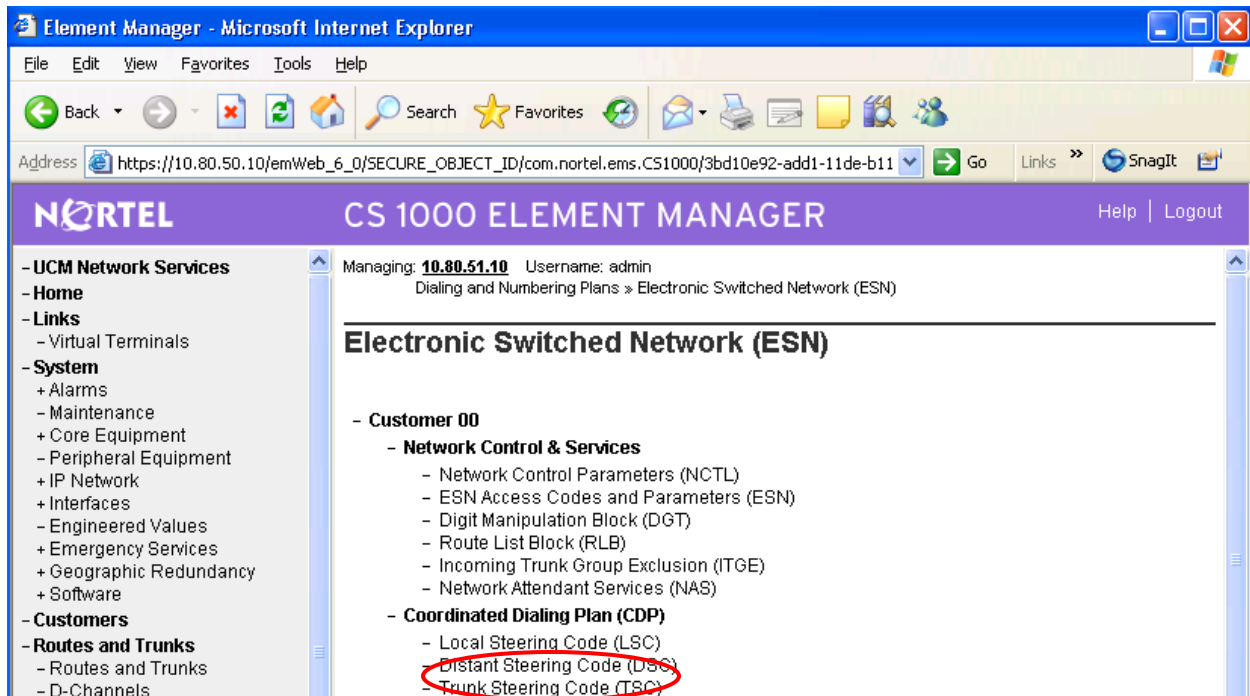 Element Manager - Microsoft Internet Explorer
File Edit View Favorites Tools Help
Back Search Favorites
Address https://10.80.50.10/emWeb_6_0/SECURE_OBJECT_ID/com.nortel.ems.CS1000/3bd10e92-add1-11de-b11 Go Links » SnagIt
NORTEL CS 1000 ELEMENT MANAGER Help | Logout
- UCM Network Services
- Home
- Links
- Virtual Terminals
- System
+ Alarms
- Maintenance
+ Core Equipment
- Peripheral Equipment
+ IP Network
+ Interfaces
- Engineered Values
+ Emergency Services
+ Geographic Redundancy
+ Software
- Customers
- Routes and Trunks
- Routes and Trunks
- D-Channels
Managing: 10.80.51.10 Username: admin
Dialing and Numbering Plans » Electronic Switched Network (ESN)
Electronic Switched Network (ESN)
- Customer 00
- Network Control & Services
- Network Control Parameters (NCTL)
- ESN Access Codes and Parameters (ESN)
- Digit Manipulation Block (DGT)
- Route List Block (RLB)
- Incoming Trunk Group Exclusion (ITGE)
- Network Attendant Services (NAS)
- Coordinated Dialing Plan (CDP)
- Local Steering Code (LSC)
- Distant Steering Code (DSC)
- Trunk Steering Code (TSC)